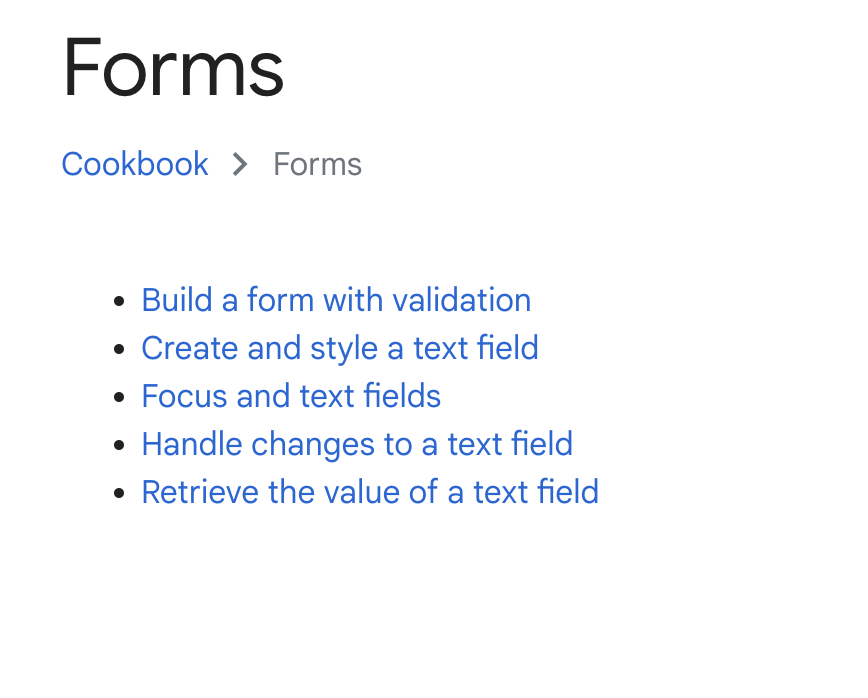 Forms
Cookbook > Forms
Build a form with validation
Create and style a text field
Focus and text fields
Handle changes to a text field
Retrieve the value of a text field